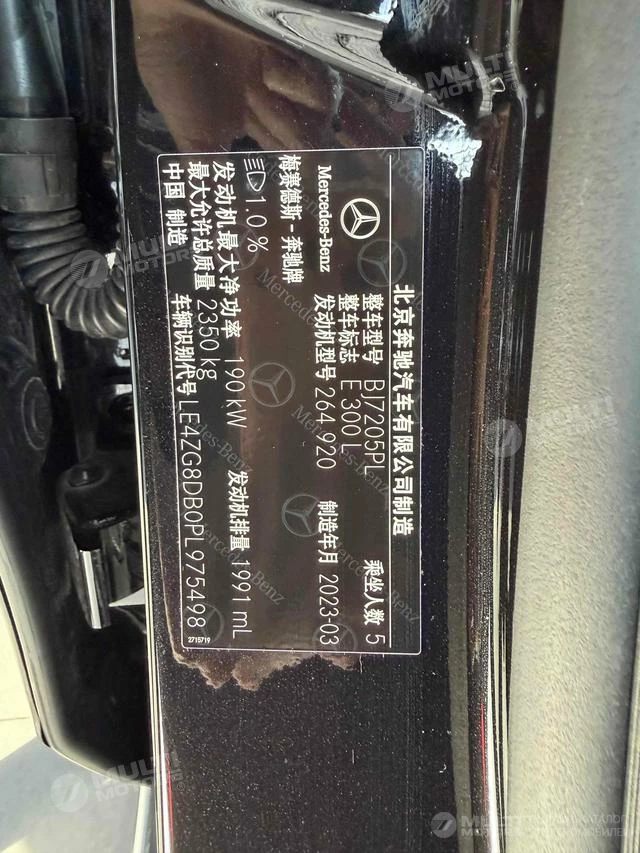 北京奔驰汽车有限公司制造
整车型号 BJ7205PL 乘坐人数 5
整车标志 E 300 L
发动机型号 264 920 制造年月 2023-03
Mercedes-Benz
梅赛德斯-奔驰牌
1.0 %
发动机最大净功率 190 kW 发动机排量 1991 mL
最大允许总质量 2350 kg
车辆识别代号 LE4ZG8DB0PL975498
中国 制造
2715719
MULTI MOTORS